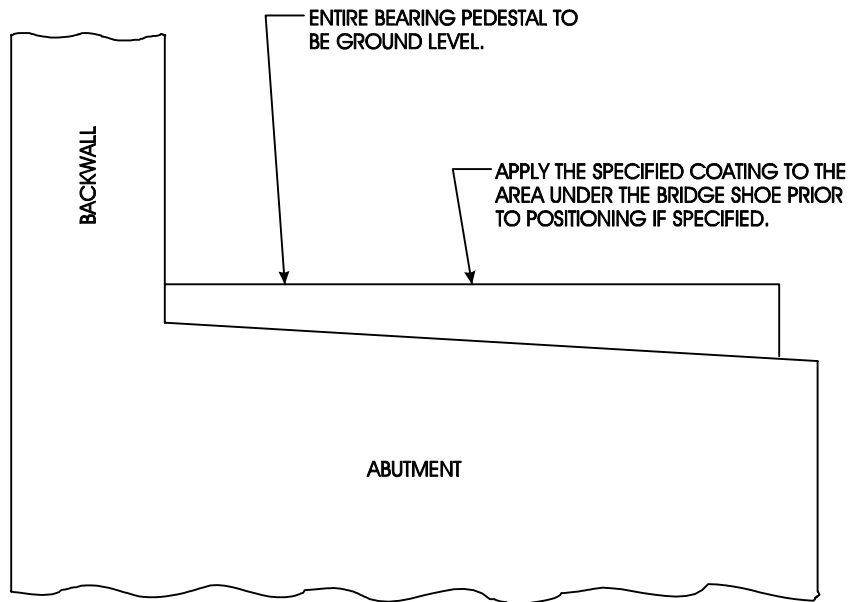 ENTIRE BEARING PEDESTAL TO
BE GROUND LEVEL.
BACKWALL
APPLY THE SPECIFIED COATING TO THE
AREA UNDER THE BRIDGE SHOE PRIOR
TO POSITIONING IF SPECIFIED.
ABUTMENT